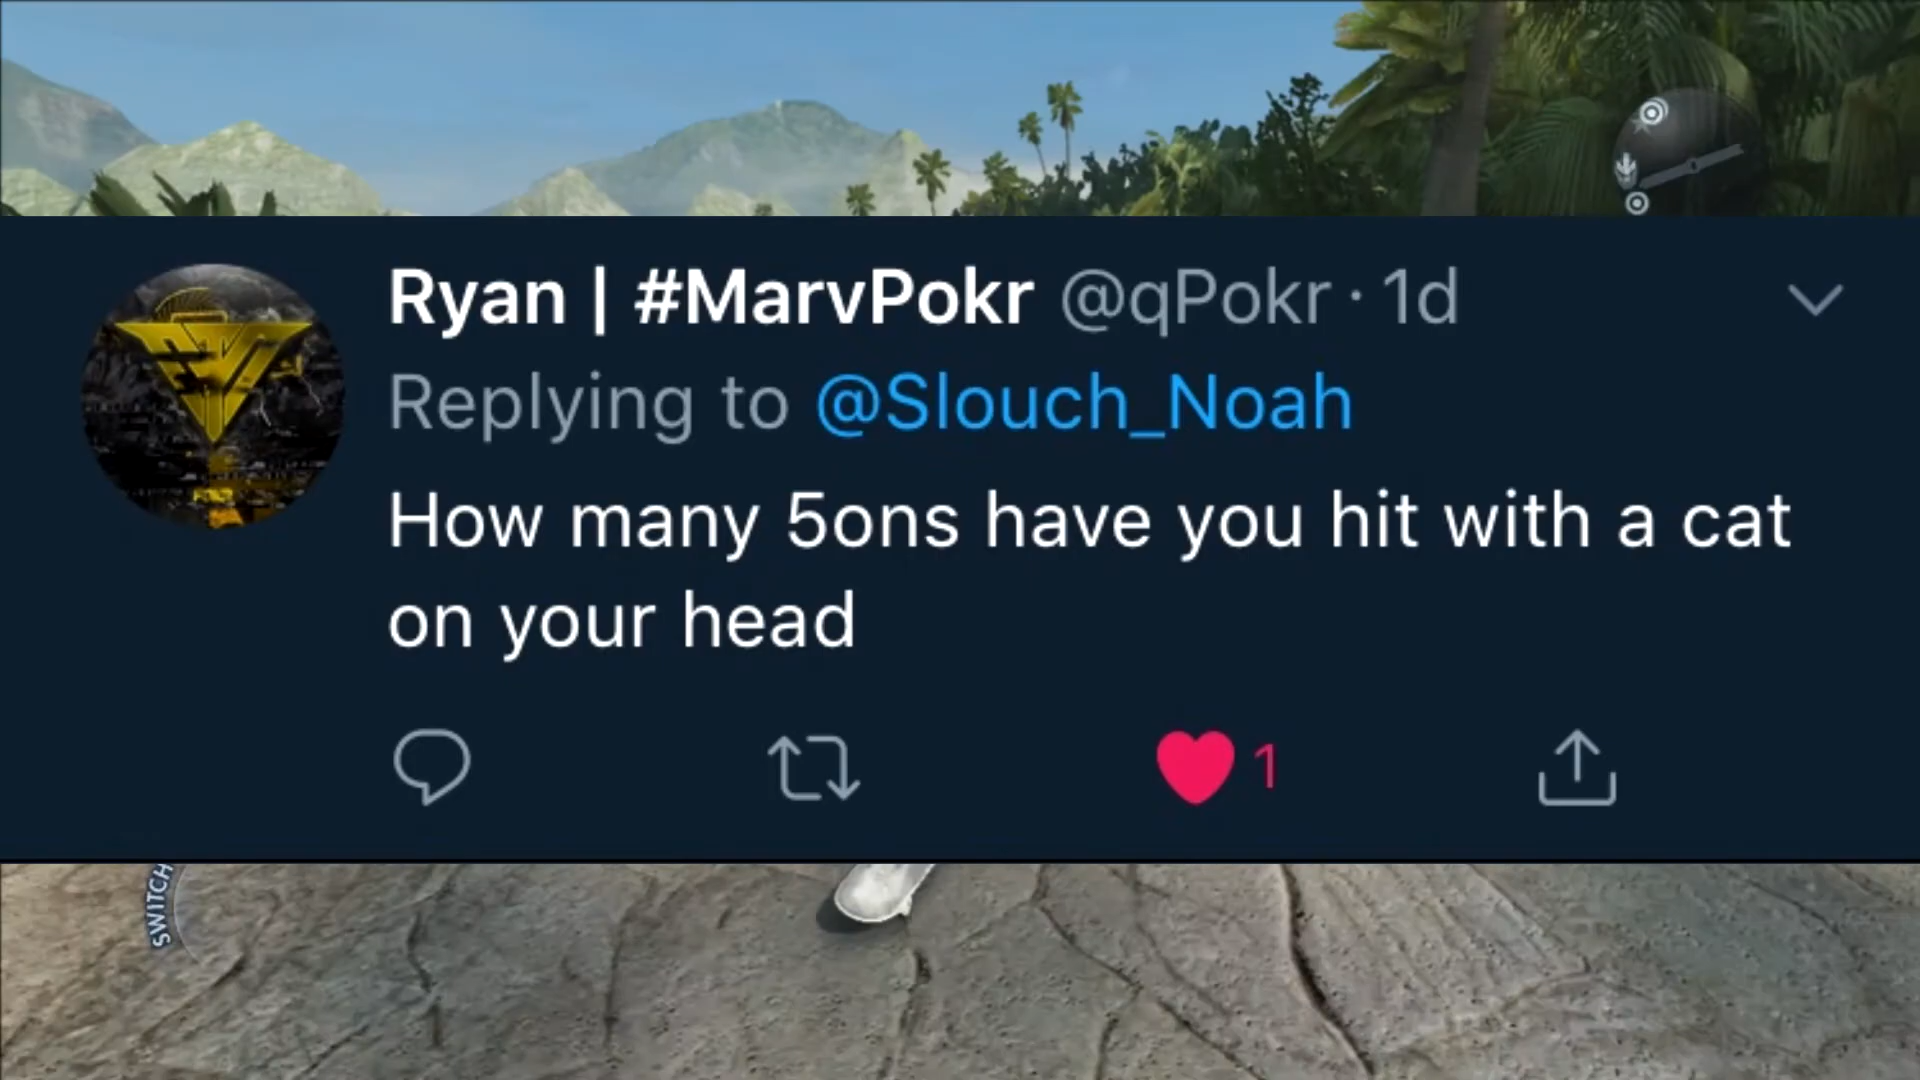 Ryan | #MarvPokr @qPokr · 1d
Replying to @Slouch_Noah
How many 5ons have you hit with a cat
on your head
1
SWITCH